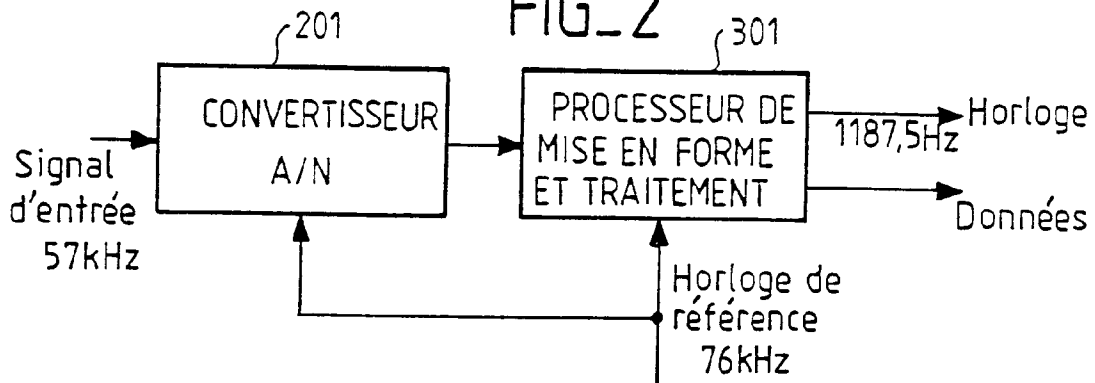 FIG_2
201
301
CONVERTISSEUR
A/N
PROCESSEUR DE
MISE EN FORME
ET TRAITEMENT
Signal
d'entrée
57kHz
Horloge
1187,5Hz
Données
Horloge de
référence
76kHz